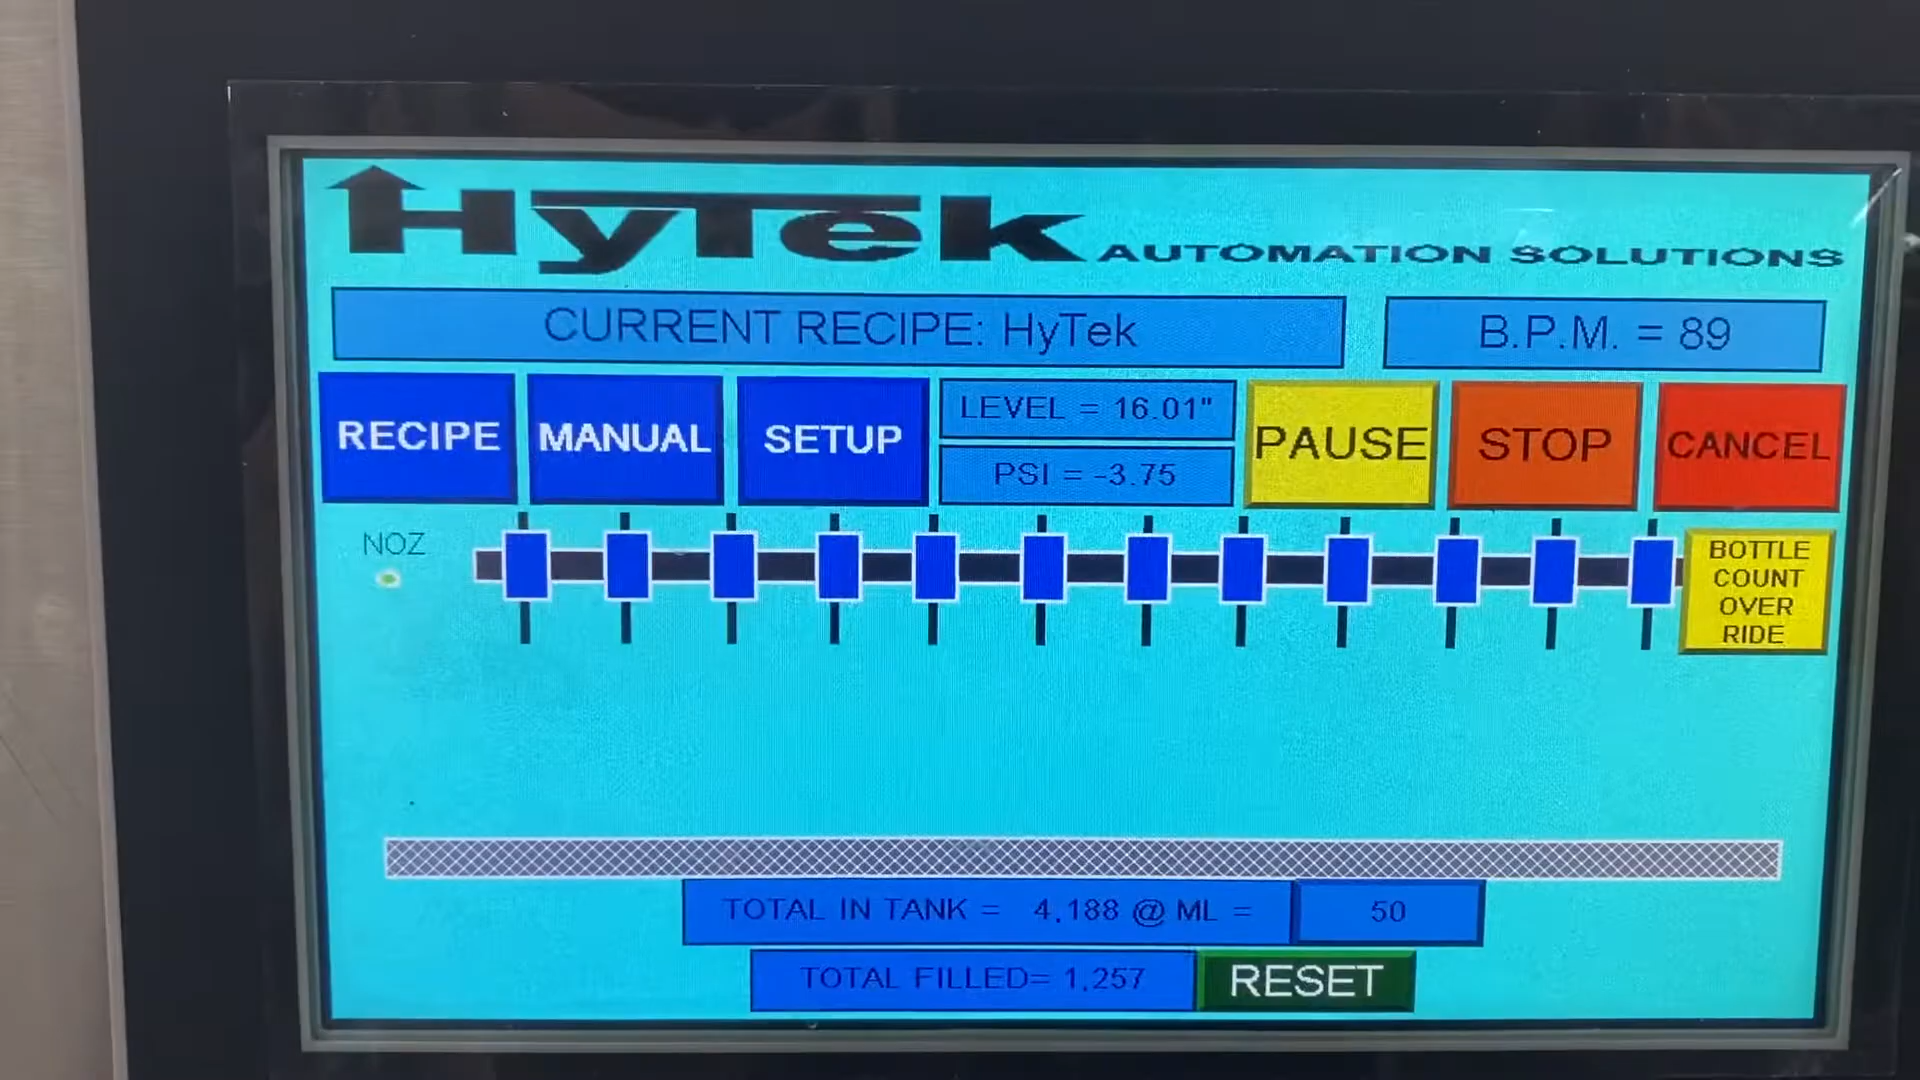 HyTek AUTOMATION SOLUTIONS
CURRENT RECIPE: HyTek
B.P.M. = 89
RECIPE
MANUAL
SETUP
LEVEL = 16.01"
PSI = -3.75
PAUSE
STOP
CANCEL
NOZ
BOTTLE
COUNT
OVER
RIDE
TOTAL IN TANK = 4,188 @ ML = 50
TOTAL FILLED= 1,257
RESET